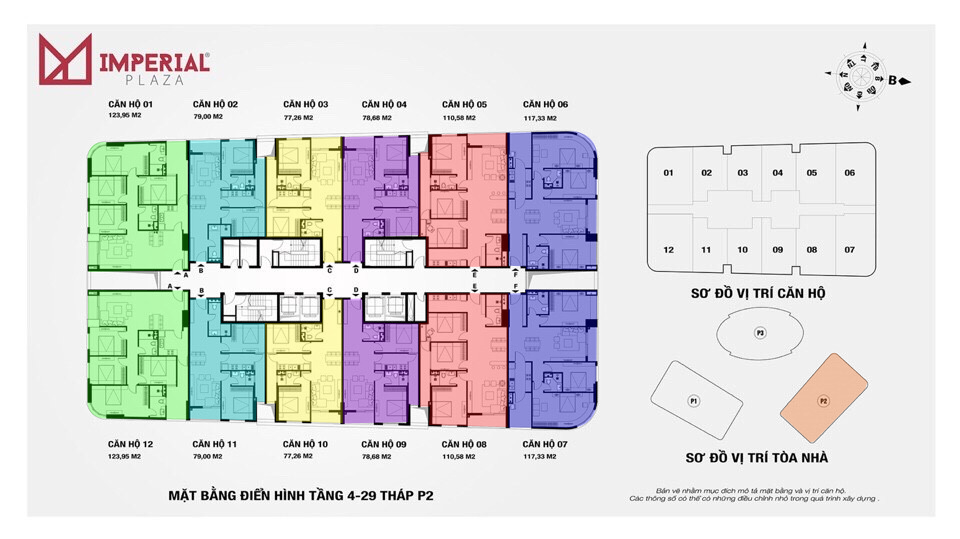 IMPERIAL®
PLAZA
CĂN HỘ 01
123,95 M2
CĂN HỘ 02
79,00 M2
CĂN HỘ 03
77,26 M2
CĂN HỘ 04
78,68 M2
CĂN HỘ 05
110,58 M2
CĂN HỘ 06
117,33 M2
B
A B C D E F
A B C D E F
CĂN HỘ 12
123,95 M2
CĂN HỘ 11
79,00 M2
CĂN HỘ 10
77,26 M2
CĂN HỘ 09
78,68 M2
CĂN HỘ 08
110,58 M2
CĂN HỘ 07
117,33 M2
MẶT BẰNG ĐIỂN HÌNH TẦNG 4-29 THÁP P2
01 02 03 04 05 06
12 11 10 09 08 07
SƠ ĐỒ VỊ TRÍ CĂN HỘ
P3
P1
P2
SƠ ĐỒ VỊ TRÍ TÒA NHÀ
Bản vẽ nhằm mục đích mô tả mặt bằng và vị trí căn hộ.
Các thông số có thể có những điều chỉnh nhỏ trong quá trình xây dựng .